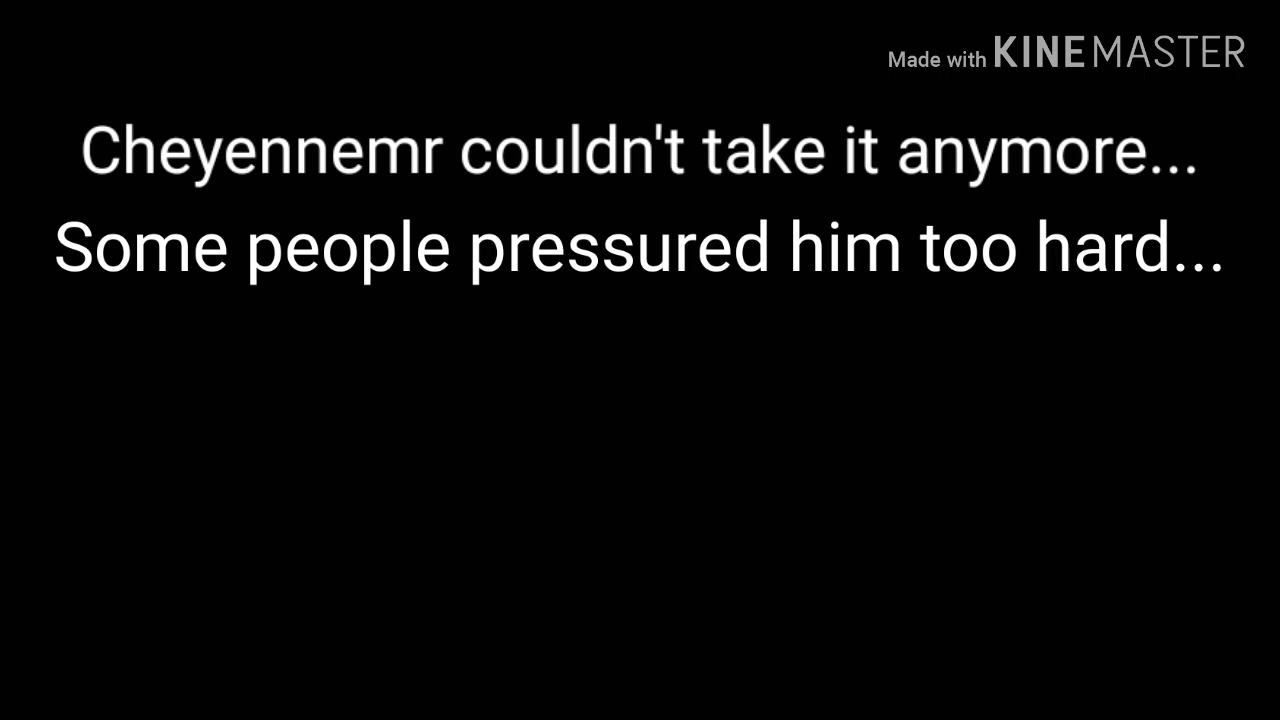 Made with KINEMASTER
Cheyennemr couldn't take it anymore...
Some people pressured him too hard...